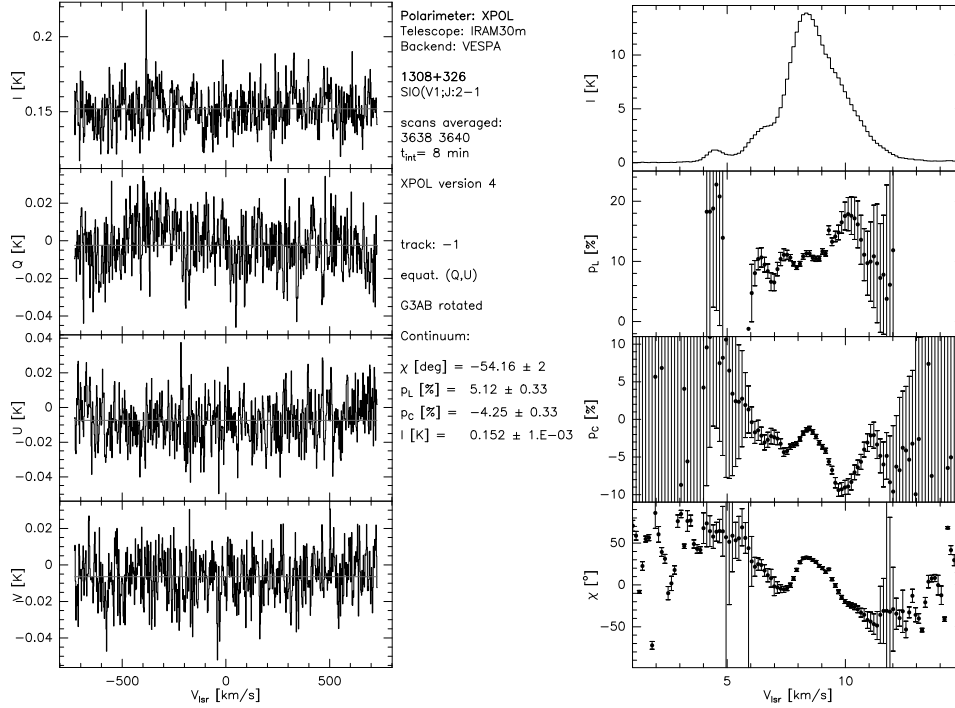 0.2
0.15
I [K]
0.02
0
−0.02
−0.04
Q [K]
0.04
0.02
0
−0.02
−0.04
U [K]
0.02
0
−0.02
−0.04
V [K]
−500
0
500
V_lsr [km/s]
Polarimeter: XPOL
Telescope: IRAM30m
Backend: VESPA
1308+326
SIO(V1;J:2−1
scans averaged:
3638 3640
t_int= 8 min
XPOL version 4
track: −1
equat. (Q,U)
G3AB rotated
Continuum:
χ [deg] = −54.16 ± 2
p_L [%] = 5.12 ± 0.33
p_C [%] = −4.25 ± 0.33
I [K] = 0.152 ± 1.E−03
10
5
0
I [K]
20
10
0
p_L [%]
10
5
0
−5
−10
p_C [%]
50
0
−50
χ [°]
5
10
V_lsr [km/s]